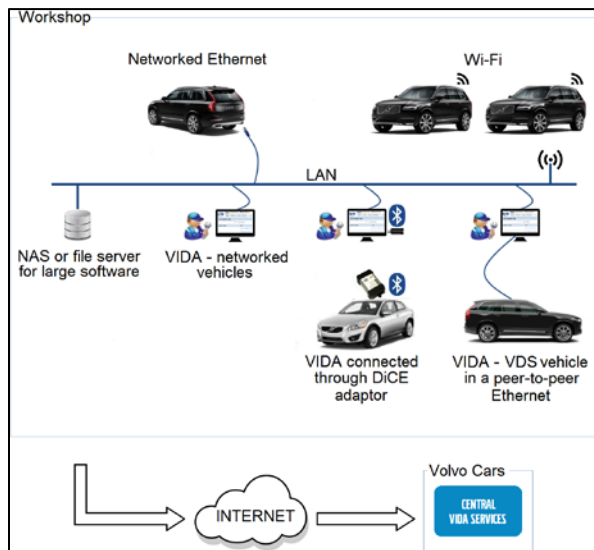 Workshop
Networked Ethernet
Wi-Fi
LAN
NAS or file server
for large software
VIDA - networked
vehicles
VIDA connected
through DiCE
adaptor
VIDA - VDS vehicle
in a peer-to-peer
Ethernet
INTERNET
Volvo Cars
CENTRAL
VIDA SERVICES